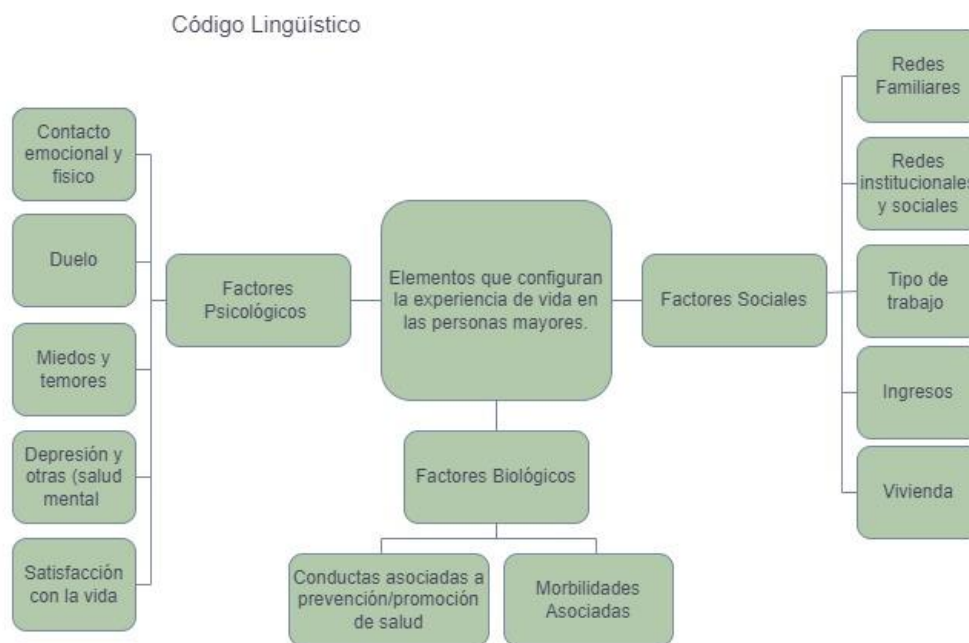 Código Lingüístico
Contacto
emocional y
fisico
Duelo
Miedos y
temores
Depresión y
otras (salud
mental
Satisfacción
con la vida
Factores
Psicológicos
Elementos que configuran
la experiencia de vida en
las personas mayores.
Factores Biológicos
Conductas asociadas a
prevención/promoción
de salud
Morbilidades
Asociadas
Factores Sociales
Redes
Familiares
Redes
institucionales
y sociales
Tipo de
trabajo
Ingresos
Vivienda